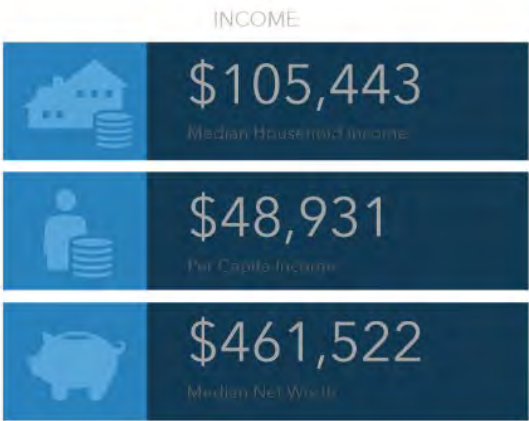 INCOME
$105,443
Median Household Income
$48,931
Per Capita Income
$461,522
Median Net Worth